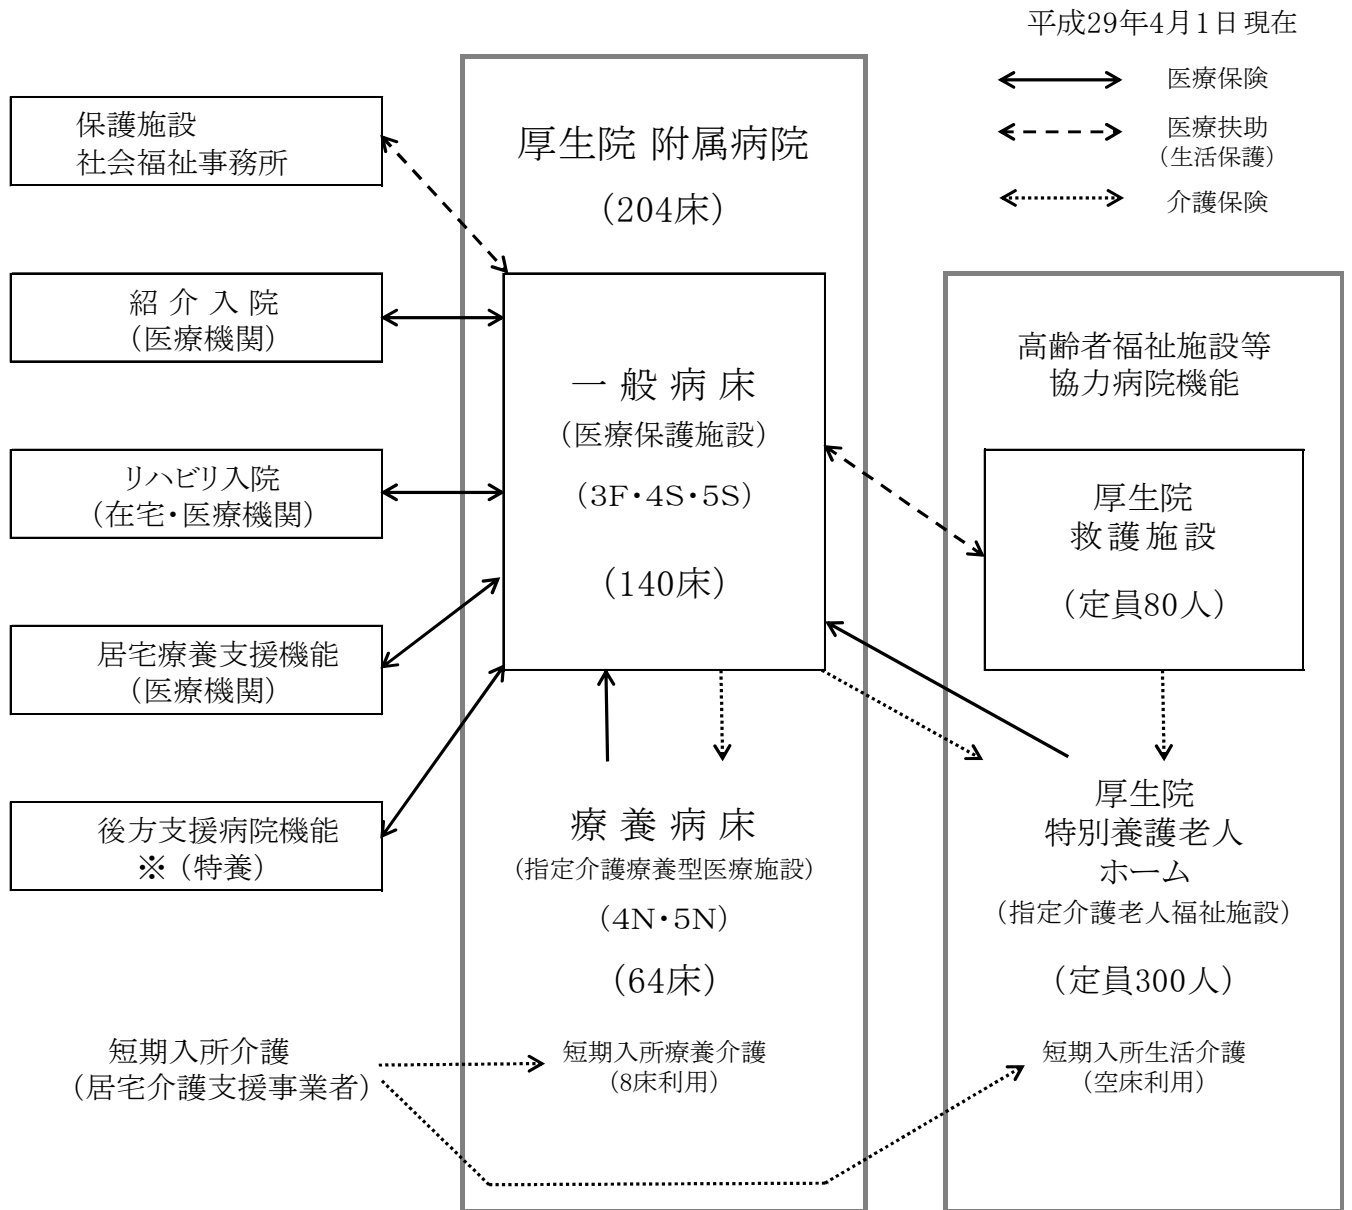 平成29年4月1日現在
医療保険
医療扶助
（生活保護）
介護保険
保護施設
社会福祉事務所
紹介入院
（医療機関）
リハビリ入院
（在宅・医療機関）
居宅療養支援機能
（医療機関）
後方支援病院機能
※（特養）
短期入所介護
（居宅介護支援事業者）
厚生院 附属病院
（204床）
一般病床
（医療保護施設）
（3F・4S・5S）
（140床）
療養病床
（指定介護療養型医療施設）
（4N・5N）
（64床）
短期入所療養介護
（8床利用）
高齢者福祉施設等
協力病院機能
厚生院
救護施設
（定員80人）
厚生院
特別養護老人
ホーム
（指定介護老人福祉施設）
（定員300人）
短期入所生活介護
（空床利用）